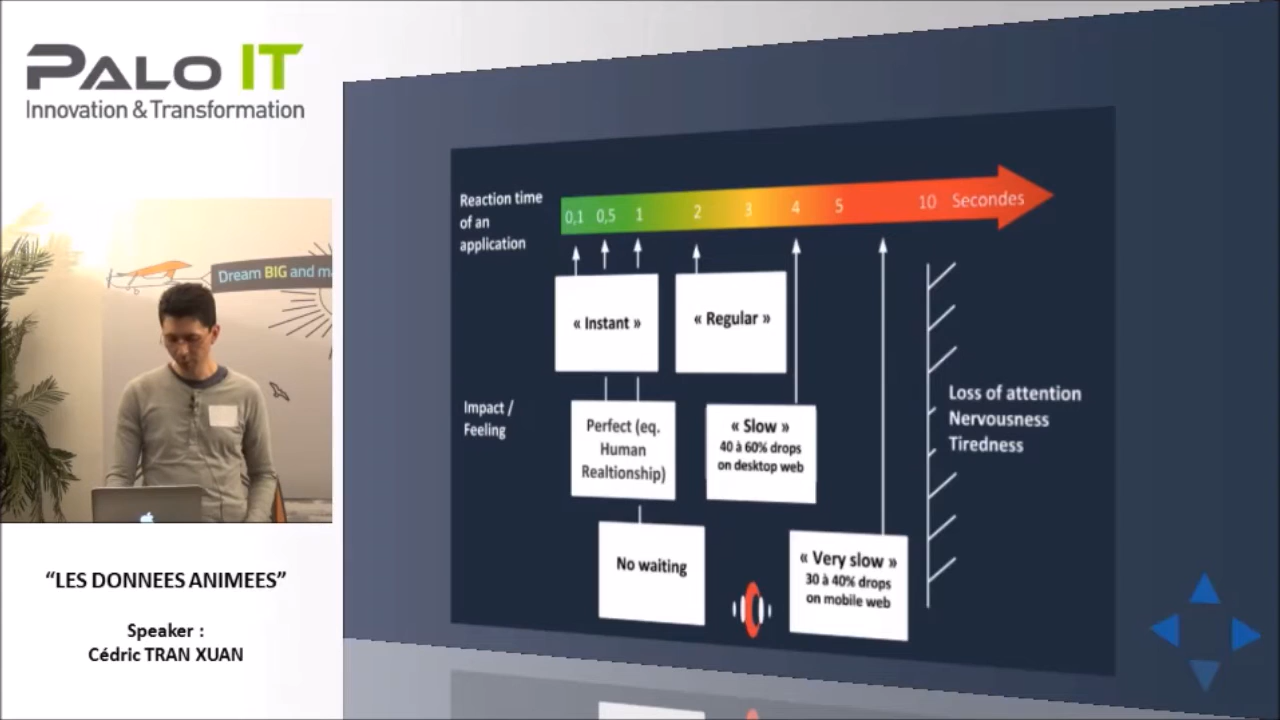 PALO IT
Innovation & Transformation
Dream BIG and m
“LES DONNEES ANIMEES”
Speaker :
Cédric TRAN XUAN
Reaction time
of an
application
0,1 0,5 1 2 3 4 5 10 Secondes
« Instant »
« Regular »
Impact /
Feeling
Perfect (eq.
Human
Realtionship)
« Slow »
40 à 60% drops
on desktop web
Loss of attention
Nervousness
Tiredness
No waiting
« Very slow »
30 à 40% drops
on mobile web